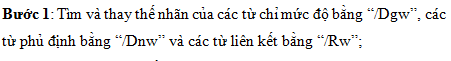 Bước 1: Tìm và thay thế nhãn của các từ chỉ mức độ bằng “/Dgw”, các
từ phủ định bằng “/Dnw” và các từ liên kết bằng “/Rw”;